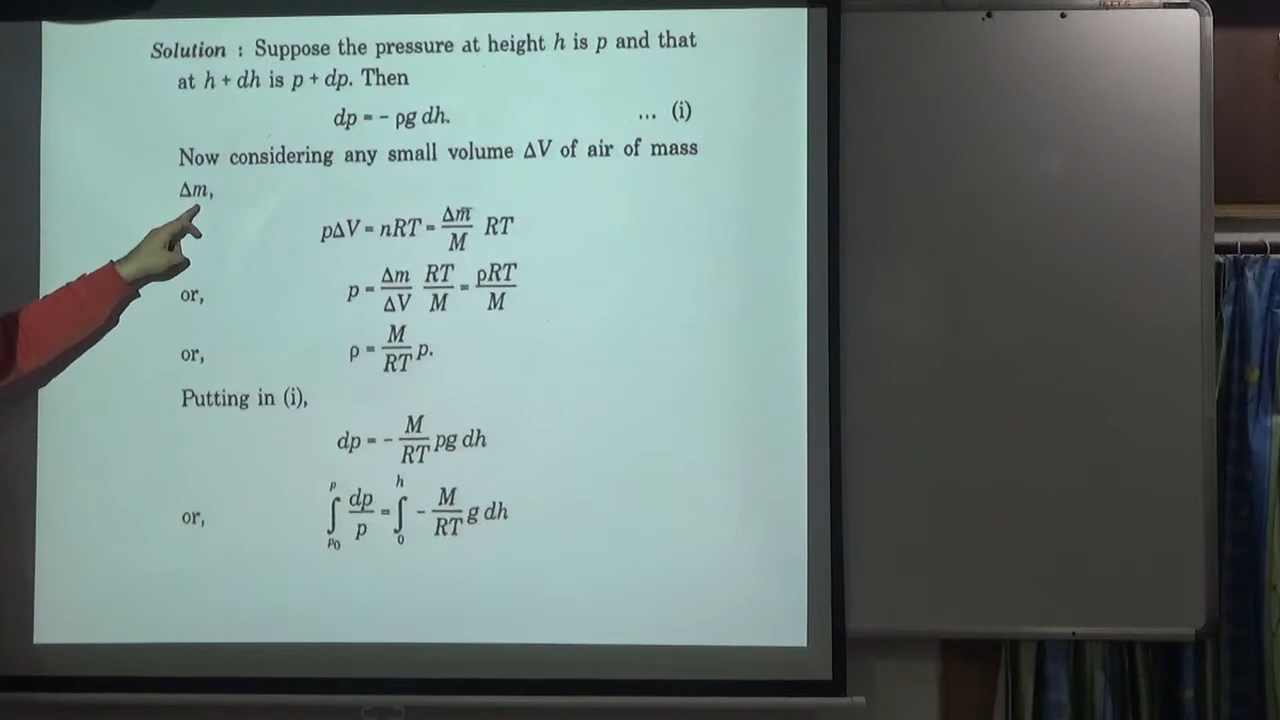 Solution : Suppose the pressure at height h is p and that
at h + dh is p + dp. Then
dp = - ρg dh. ... (i)
Now considering any small volume ΔV of air of mass
Δm,
pΔV = nRT = Δm/M RT
or, p = Δm/ΔV RT/M = ρRT/M
or, ρ = M/RT p.
Putting in (i),
dp = - M/RT pg dh
or, ∫_{p₀}^{p} dp/p = ∫_{0}^{h} - M/RT g dh